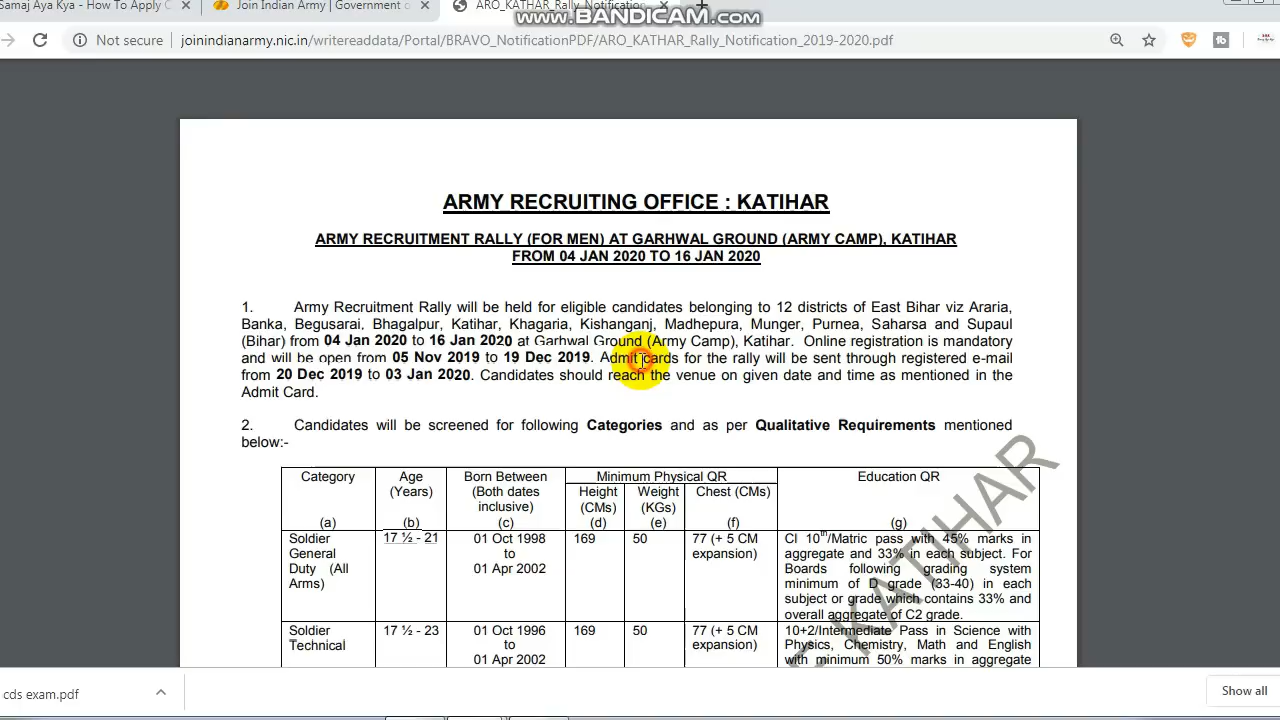 Samaj Aya Kya - How To Apply C
Join Indian Army | Government o
ARO_KATHAR_Rally_Notification
www.BANDICAM.com
Not secure
joinindianarmy.nic.in/writereaddata/Portal/BRAVO_NotificationPDF/ARO_KATHAR_Rally_Notification_2019-2020.pdf
ARMY RECRUITING OFFICE : KATIHAR
ARMY RECRUITMENT RALLY (FOR MEN) AT GARHWAL GROUND (ARMY CAMP), KATIHAR
FROM 04 JAN 2020 TO 16 JAN 2020
1. Army Recruitment Rally will be held for eligible candidates belonging to 12 districts of East Bihar viz Araria,
Banka, Begusarai, Bhagalpur, Katihar, Khagaria, Kishanganj, Madhepura, Munger, Purnea, Saharsa and Supaul
(Bihar) from 04 Jan 2020 to 16 Jan 2020 at Garhwal Ground (Army Camp), Katihar. Online registration is mandatory
and will be open from 05 Nov 2019 to 19 Dec 2019. Admit cards for the rally will be sent through registered e-mail
from 20 Dec 2019 to 03 Jan 2020. Candidates should reach the venue on given date and time as mentioned in the
Admit Card.
2. Candidates will be screened for following Categories and as per Qualitative Requirements mentioned
below:-
Category
(a)
Age
(Years)
(b)
Born Between
(Both dates
inclusive)
(c)
Minimum Physical QR
Height
(CMs)
(d)
Weight
(KGs)
(e)
Chest (CMs)
(f)
Education QR
(g)
Soldier
General
Duty (All
Arms)
17 ½ - 21
01 Oct 1998
to
01 Apr 2002
169
50
77 (+ 5 CM
expansion)
Cl 10th/Matric pass with 45% marks in
aggregate and 33% in each subject. For
Boards following grading system
minimum of D grade (33-40) in each
subject or grade which contains 33% and
overall aggregate of C2 grade.
Soldier
Technical
17 ½ - 23
01 Oct 1996
to
01 Apr 2002
169
50
77 (+ 5 CM
expansion)
10+2/Intermediate Pass in Science with
Physics, Chemistry, Math and English
with minimum 50% marks in aggregate
KATIHAR
cds exam.pdf
Show all